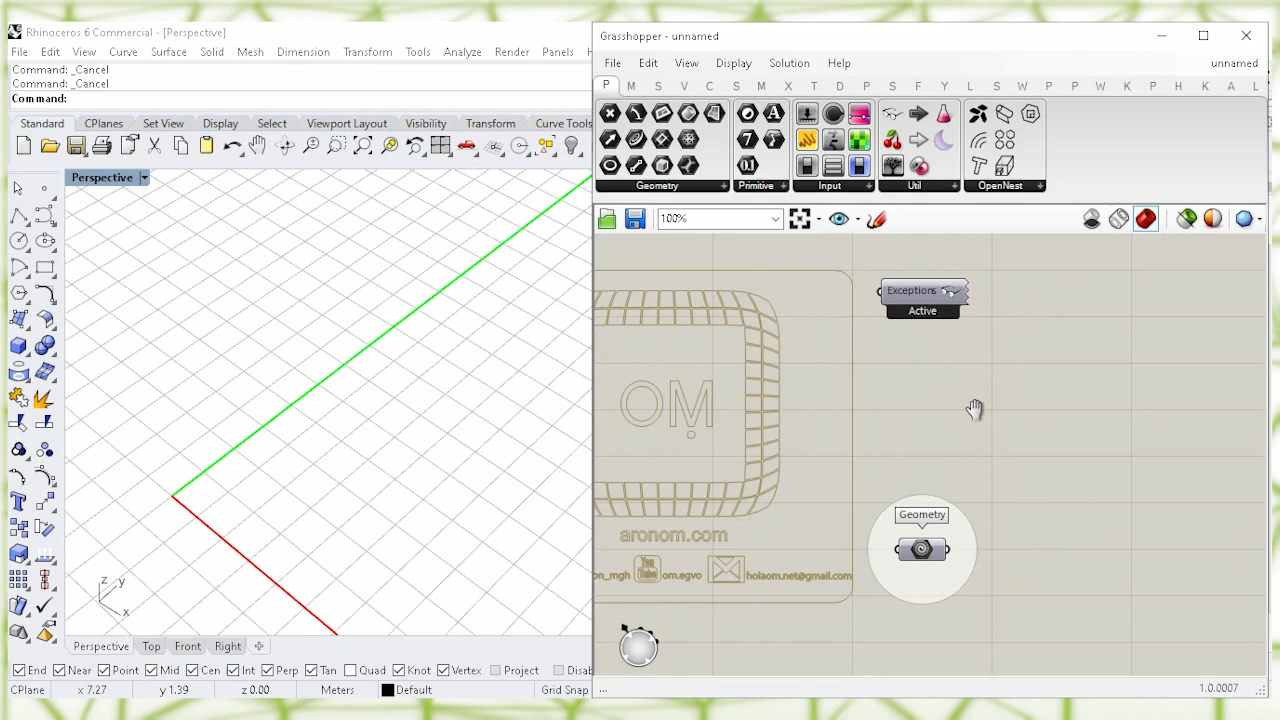 Rhinoceros 6 Commercial - [Perspective]
File Edit View Curve Surface Solid Mesh Dimension Transform Tools Analyze Render Panels
Command: _Cancel
Command: _Cancel
Command:
Standard CPlanes Set View Display Select Viewport Layout Visibility Transform Curve Tools
Perspective
z y
x
Perspective Top Front Right
End Near Point Mid Cen Int Perp Tan Quad Knot Vertex Project Disab
CPlane x 7.27 y 1.39 z 0.00 Meters Default Grid Snap
Grasshopper - unnamed
File Edit View Display Solution Help unnamed
P M S V C S M X T D P S F Y L S W P P W K P H K A L
Geometry Primitive Input Util OpenNest
100%
Exceptions
Active
OM
Geometry
aronom.com
on_mgh You Tube om.egvo holaom.net@gmail.com
... 1.0.0007